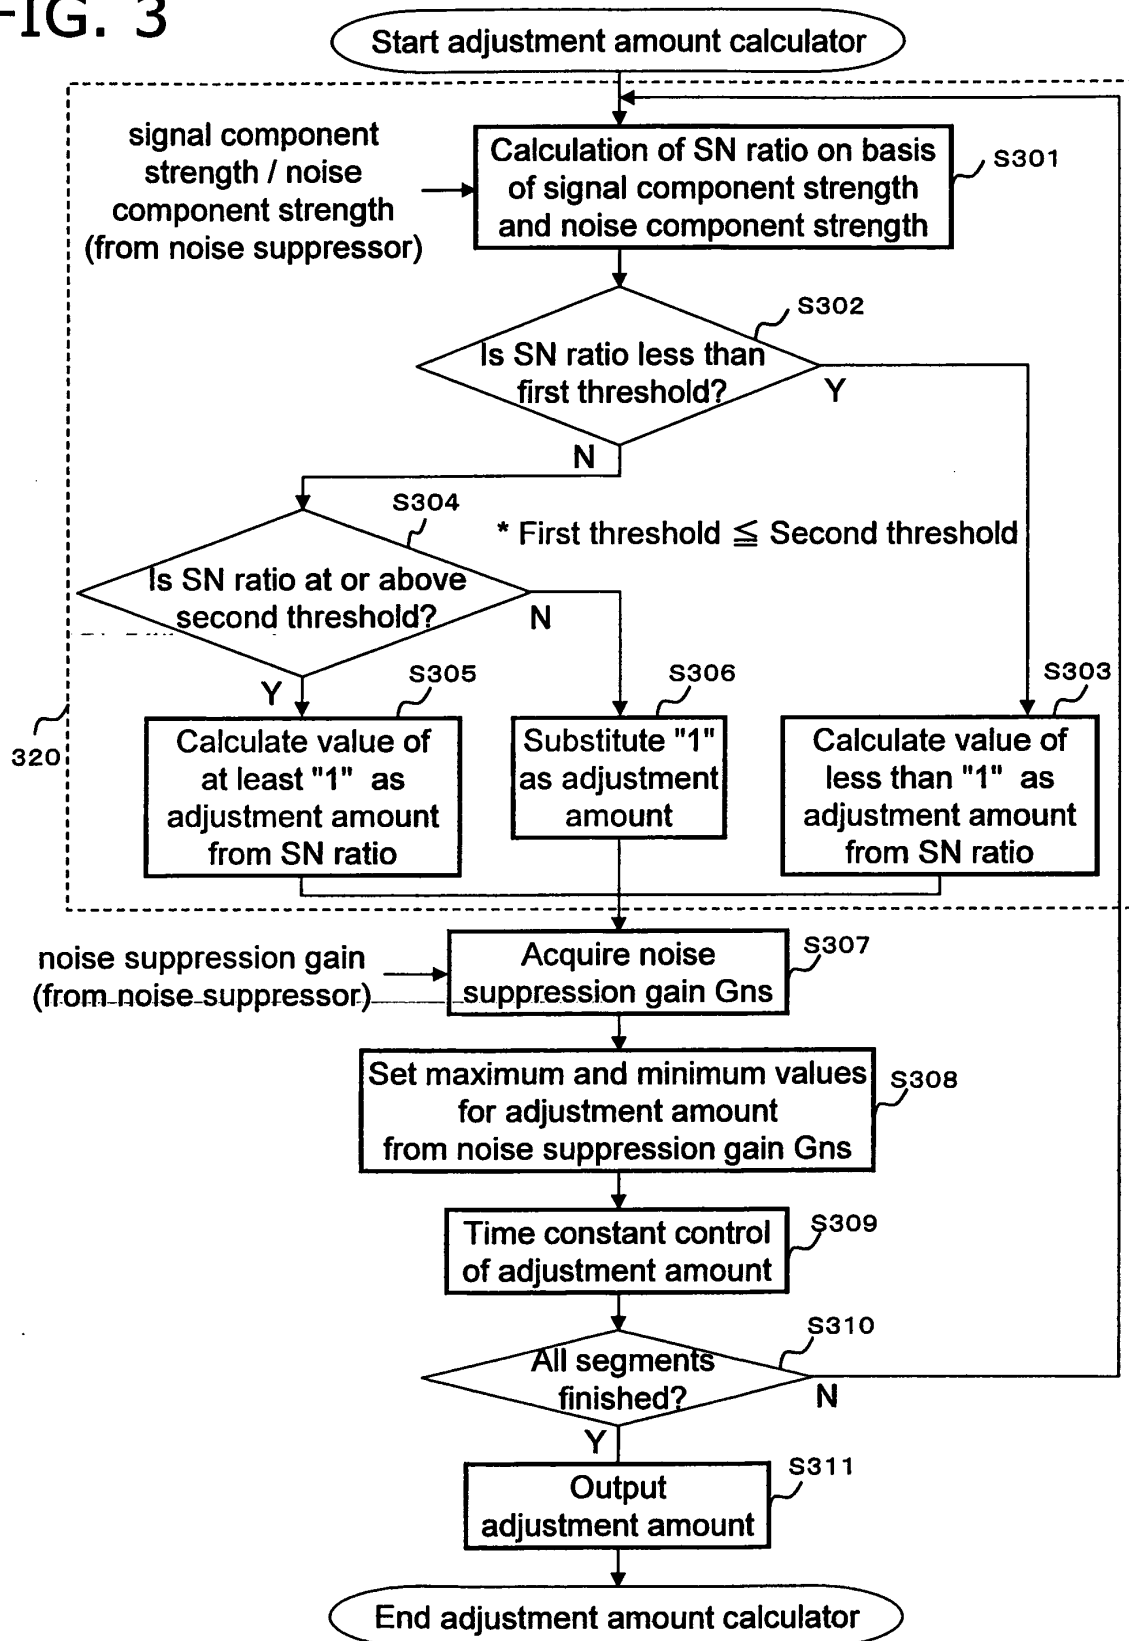 FIG. 3
Start adjustment amount calculator
signal component
strength / noise
component strength
(from noise suppressor)
Calculation of SN ratio on basis
of signal component strength
and noise component strength
S301
S302
Is SN ratio less than
first threshold?
Y
N
S304
* First threshold ≦ Second threshold
Is SN ratio at or above
second threshold?
N
Y
S305
S306
S303
320
Calculate value of
at least "1" as
adjustment amount
from SN ratio
Substitute "1"
as adjustment
amount
Calculate value of
less than "1" as
adjustment amount
from SN ratio
noise suppression gain
(from noise suppressor)
Acquire noise
suppression gain Gns
S307
Set maximum and minimum values
for adjustment amount
from noise suppression gain Gns
S308
Time constant control
of adjustment amount
S309
S310
All segments
finished?
N
Y
S311
Output
adjustment amount
End adjustment amount calculator